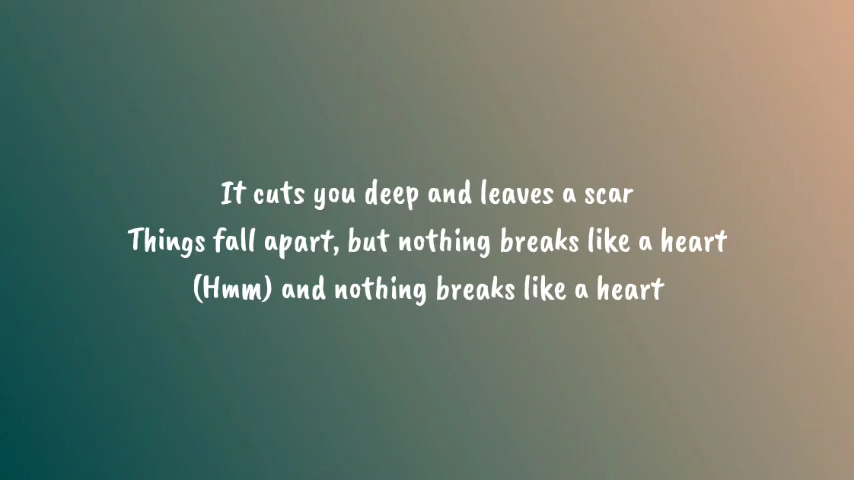 It cuts you deep and leaves a scar
Things fall apart, but nothing breaks like a heart
(Hmm) and nothing breaks like a heart